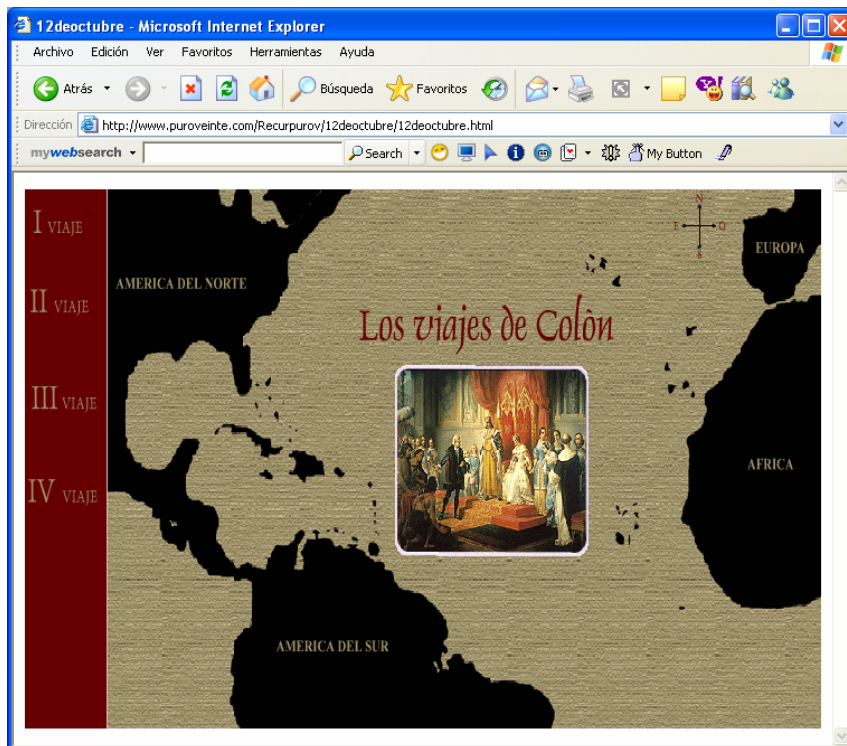 12deoctubre - Microsoft Internet Explorer
Archivo Edición Ver Favoritos Herramientas Ayuda
Atrás Búsqueda Favoritos
Dirección http://www.puroveinte.com/Recurpurov/12deoctubre/12deoctubre.html
mywebsearch Search My Button
I VIAJE
II VIAJE
III VIAJE
IV VIAJE
N
E O
S
EUROPA
AMERICA DEL NORTE
Los viajes de Colòn
AFRICA
AMERICA DEL SUR